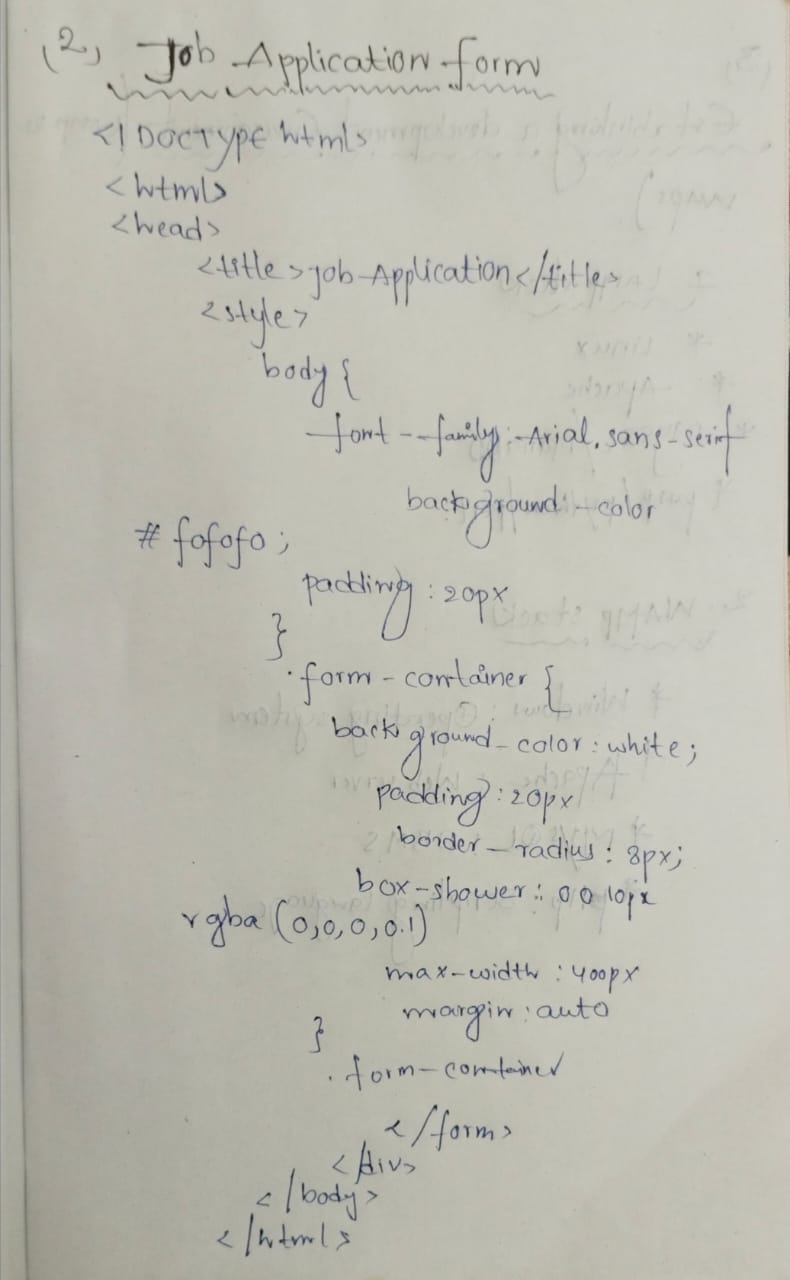 (2) Job Application form
<!DOCTYPE html>
<html>
<head>
<title>job Application</title>
<style>
body {
font-family: Arial, sans-serif
background-color
# fofofo;
padding: 20px
}
.form-container {
background-color: white;
padding: 20px
border-radius: 8px;
box-shower: 0 0 10px
rgba (0,0,0,0.1)
max-width: 400px
margin: auto
}
.form-container
</form>
</div>
</body>
</html>